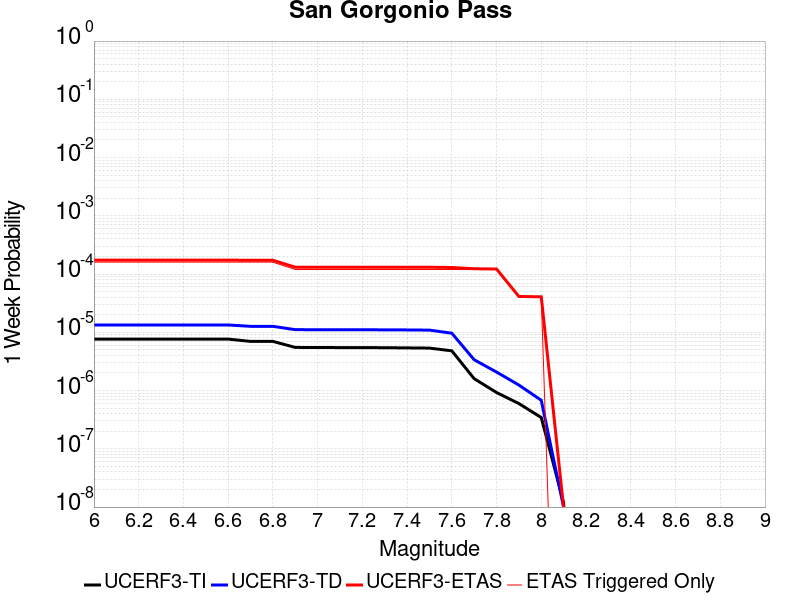 San Gorgonio Pass
10^0
10^-1
10^-2
10^-3
10^-4
10^-5
10^-6
10^-7
10^-8
1 Week Probability
6 6.2 6.4 6.6 6.8 7 7.2 7.4 7.6 7.8 8 8.2 8.4 8.6 8.8 9
Magnitude
UCERF3-TI UCERF3-TD UCERF3-ETAS ETAS Triggered Only